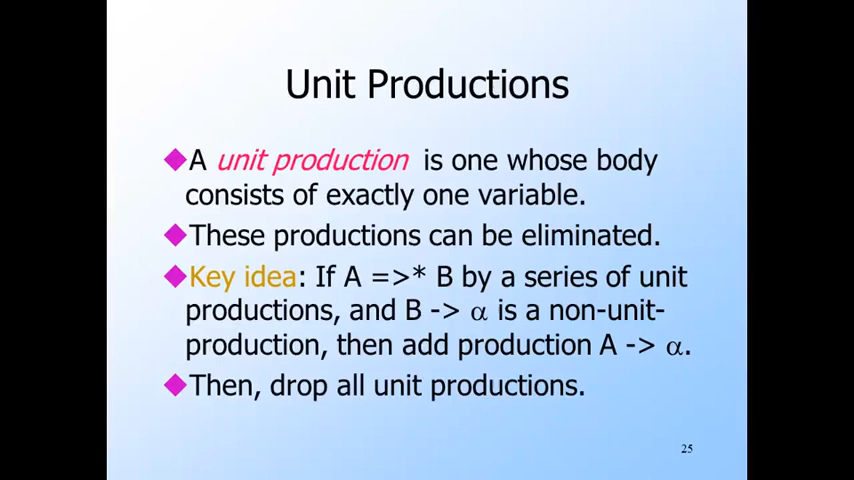 Unit Productions
◆A unit production is one whose body
consists of exactly one variable.
◆These productions can be eliminated.
◆Key idea: If A =>* B by a series of unit
productions, and B -> α is a non-unit-
production, then add production A -> α.
◆Then, drop all unit productions.
25